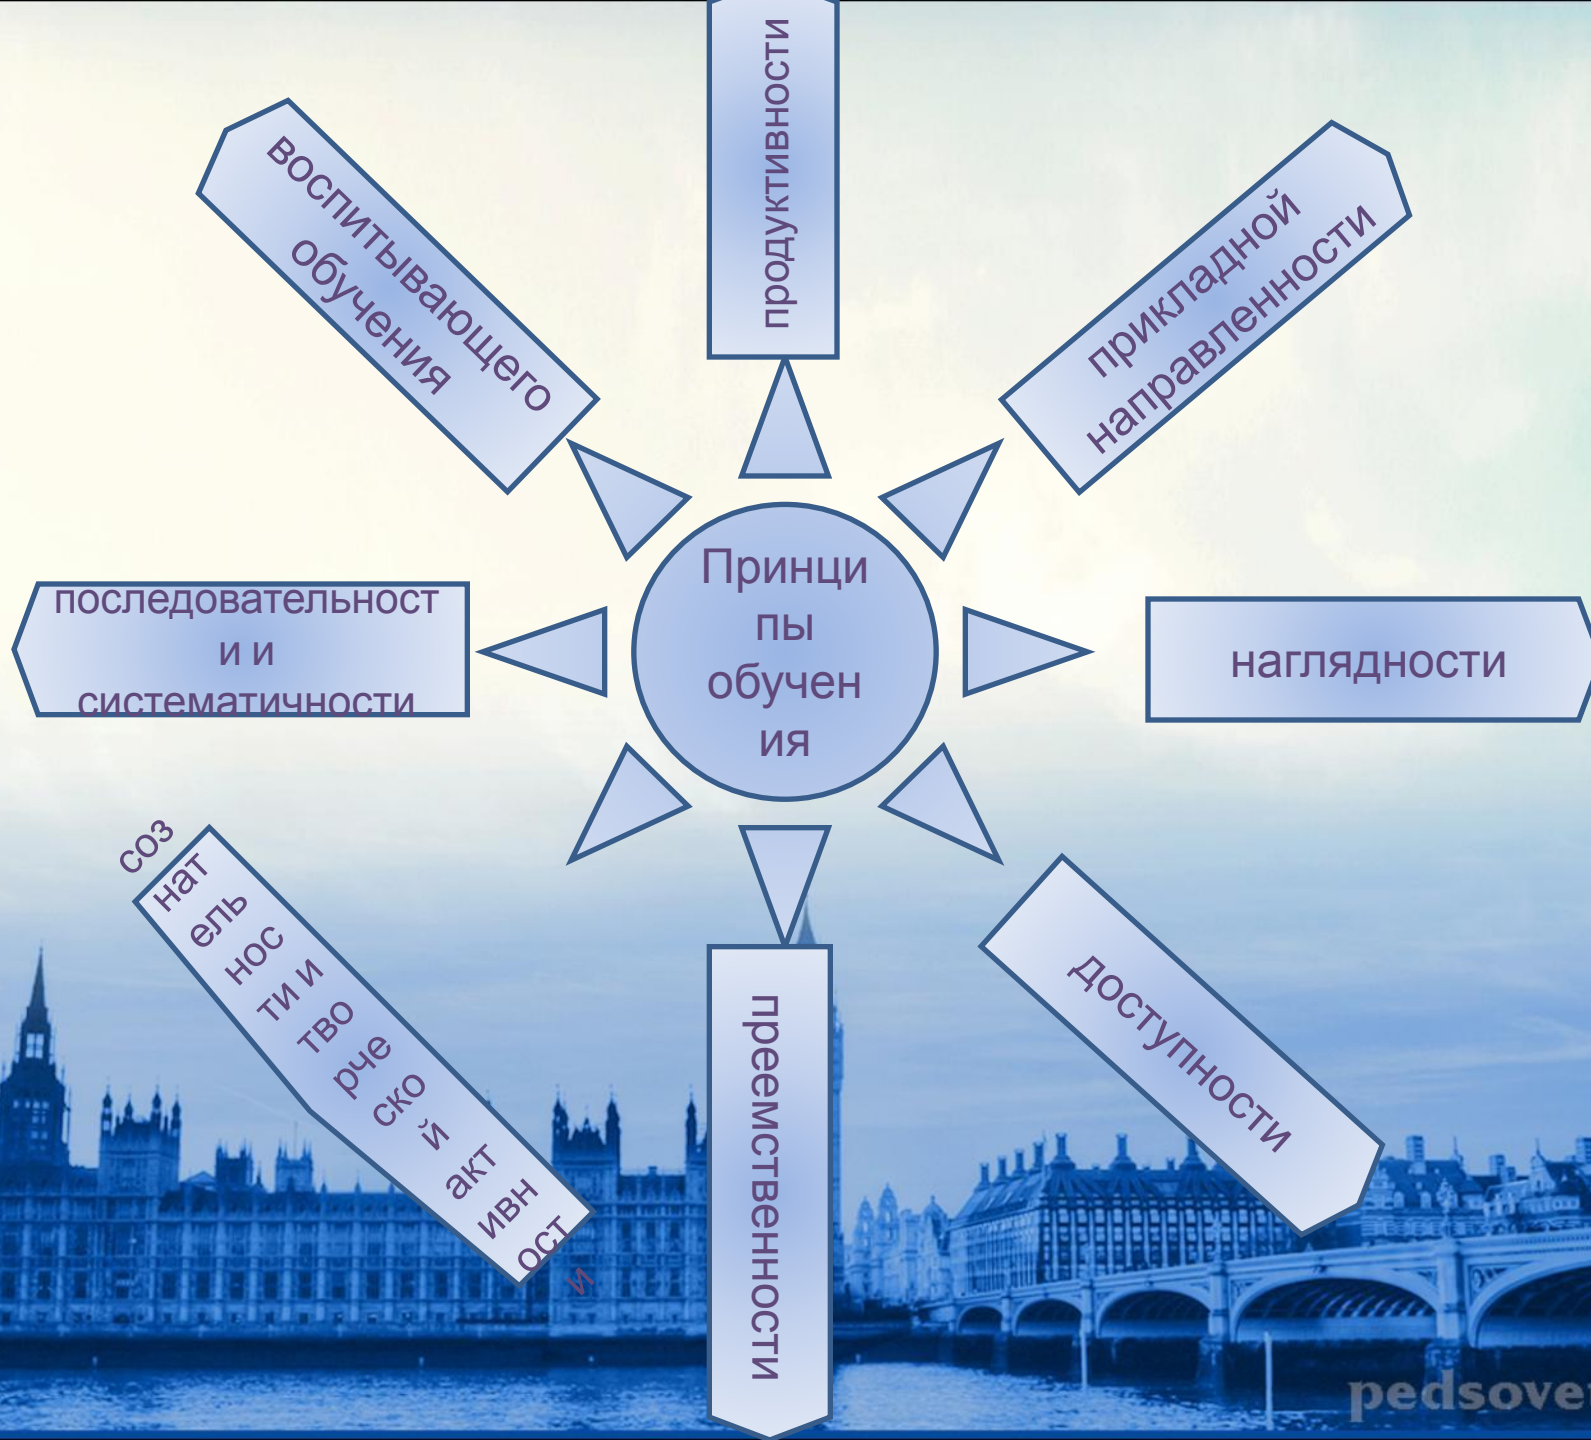 продуктивности
воспитывающего
обучения
прикладной
направленности
Принци
пы
обучен
ия
последовательност
и и
систематичности
наглядности
соз
нат
ель
нос
ти и
тво
рче
ско
й
акт
ивн
ост
и
преемственности
доступности
pedsove